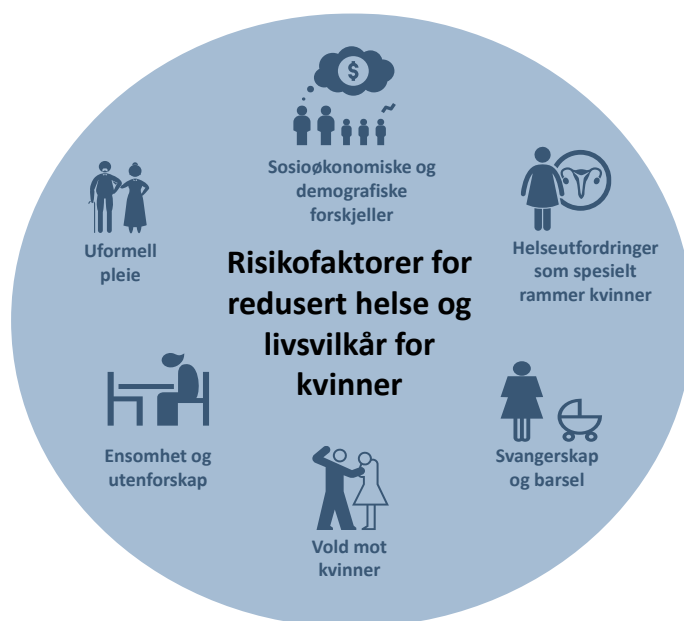 $
Sosioøkonomiske og
demografiske
forskjeller
Uformell
pleie
Helseutfordringer
som spesielt
rammer kvinner
Risikofaktorer for
redusert helse og
livsvilkår for
kvinner
Ensomhet og
utenforskap
Svangerskap
og barsel
Vold mot
kvinner